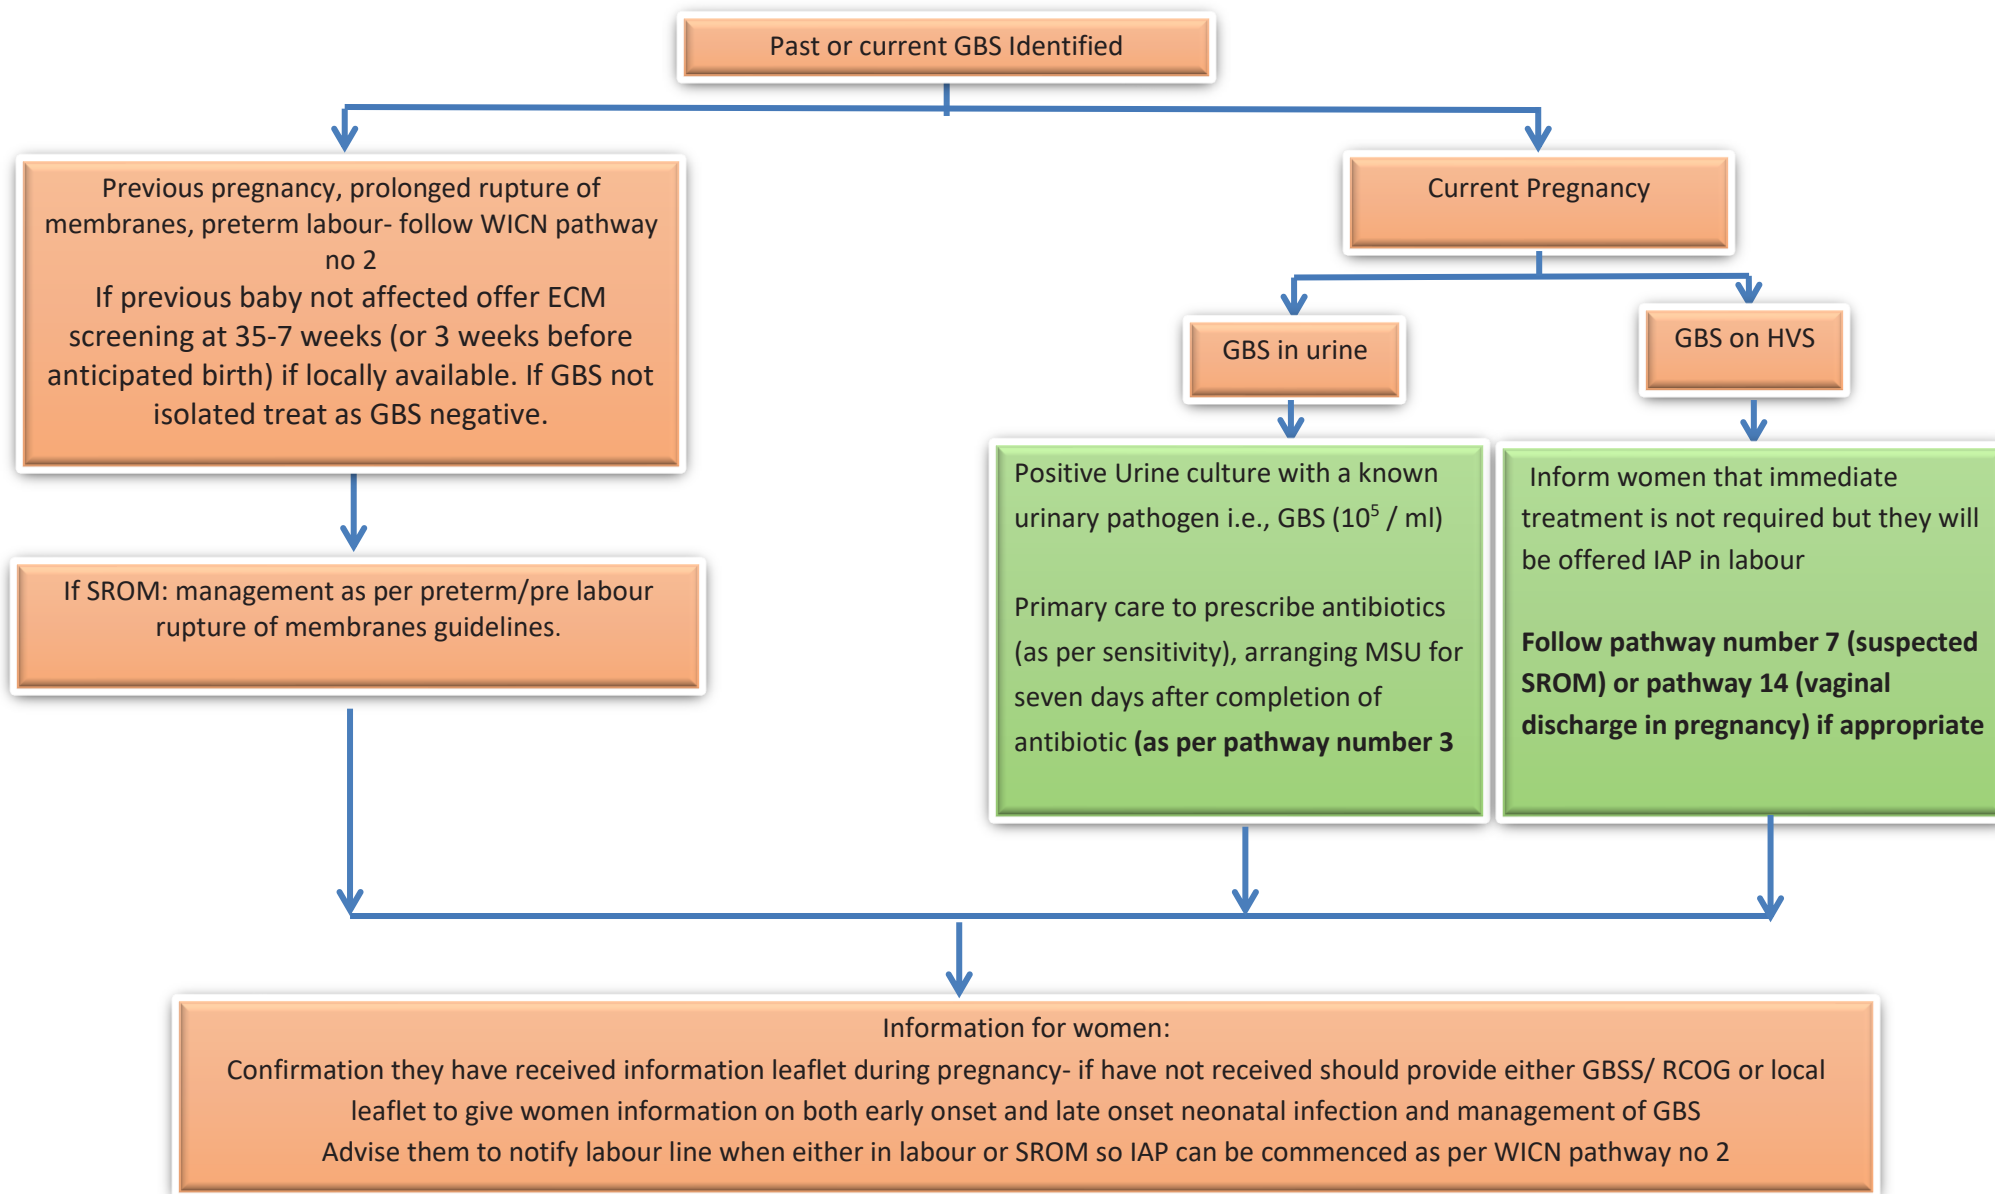 Past or current GBS Identified
Previous pregnancy, prolonged rupture of
membranes, preterm labour- follow WICN pathway
no 2
If previous baby not affected offer ECM
screening at 35-7 weeks (or 3 weeks before
anticipated birth) if locally available. If GBS not
isolated treat as GBS negative.
If SROM: management as per preterm/pre labour
rupture of membranes guidelines.
Current Pregnancy
GBS in urine
GBS on HVS
Positive Urine culture with a known
urinary pathogen i.e., GBS (10⁵ / ml)
Primary care to prescribe antibiotics
(as per sensitivity), arranging MSU for
seven days after completion of
antibiotic (as per pathway number 3
Inform women that immediate
treatment is not required but they will
be offered IAP in labour
Follow pathway number 7 (suspected
SROM) or pathway 14 (vaginal
discharge in pregnancy) if appropriate
Information for women:
Confirmation they have received information leaflet during pregnancy- if have not received should provide either GBSS/ RCOG or local
leaflet to give women information on both early onset and late onset neonatal infection and management of GBS
Advise them to notify labour line when either in labour or SROM so IAP can be commenced as per WICN pathway no 2